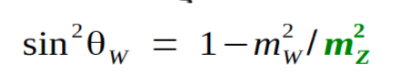 sin²θ_W = 1−m_W²/m_Z²